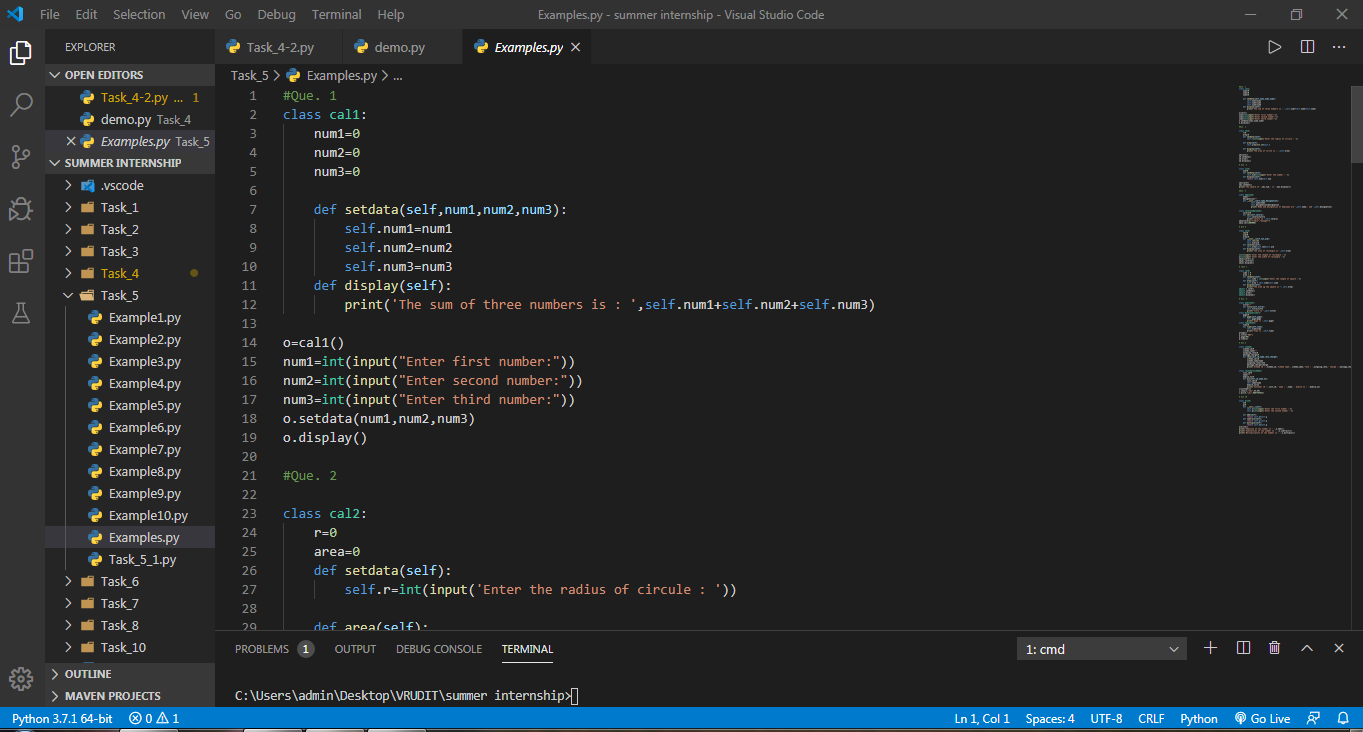 File Edit Selection View Go Debug Terminal Help
Examples.py - summer internship - Visual Studio Code
EXPLORER
OPEN EDITORS
Task_4-2.py ... 1
demo.py Task_4
Examples.py Task_5
SUMMER INTERNSHIP
.vscode
Task_1
Task_2
Task_3
Task_4
Task_5
Example1.py
Example2.py
Example3.py
Example4.py
Example5.py
Example6.py
Example7.py
Example8.py
Example9.py
Example10.py
Examples.py
Task_5_1.py
Task_6
Task_7
Task_8
Task_10
OUTLINE
MAVEN PROJECTS
Task_4-2.py demo.py Examples.py
Task_5 > Examples.py > ...
1 #Que. 1
2 class cal1:
3 num1=0
4 num2=0
5 num3=0
6
7 def setdata(self,num1,num2,num3):
8 self.num1=num1
9 self.num2=num2
10 self.num3=num3
11 def display(self):
12 print('The sum of three numbers is : ',self.num1+self.num2+self.num3)
13
14 o=cal1()
15 num1=int(input("Enter first number:"))
16 num2=int(input("Enter second number:"))
17 num3=int(input("Enter third number:"))
18 o.setdata(num1,num2,num3)
19 o.display()
20
21 #Que. 2
22
23 class cal2:
24 r=0
25 area=0
26 def setdata(self):
27 self.r=int(input('Enter the radius of circule : '))
28
29 def area(self):
PROBLEMS 1 OUTPUT DEBUG CONSOLE TERMINAL
1: cmd
C:\Users\admin\Desktop\VRUDIT\summer internship>
Python 3.7.1 64-bit 0 1
Ln 1, Col 1 Spaces: 4 UTF-8 CRLF Python Go Live